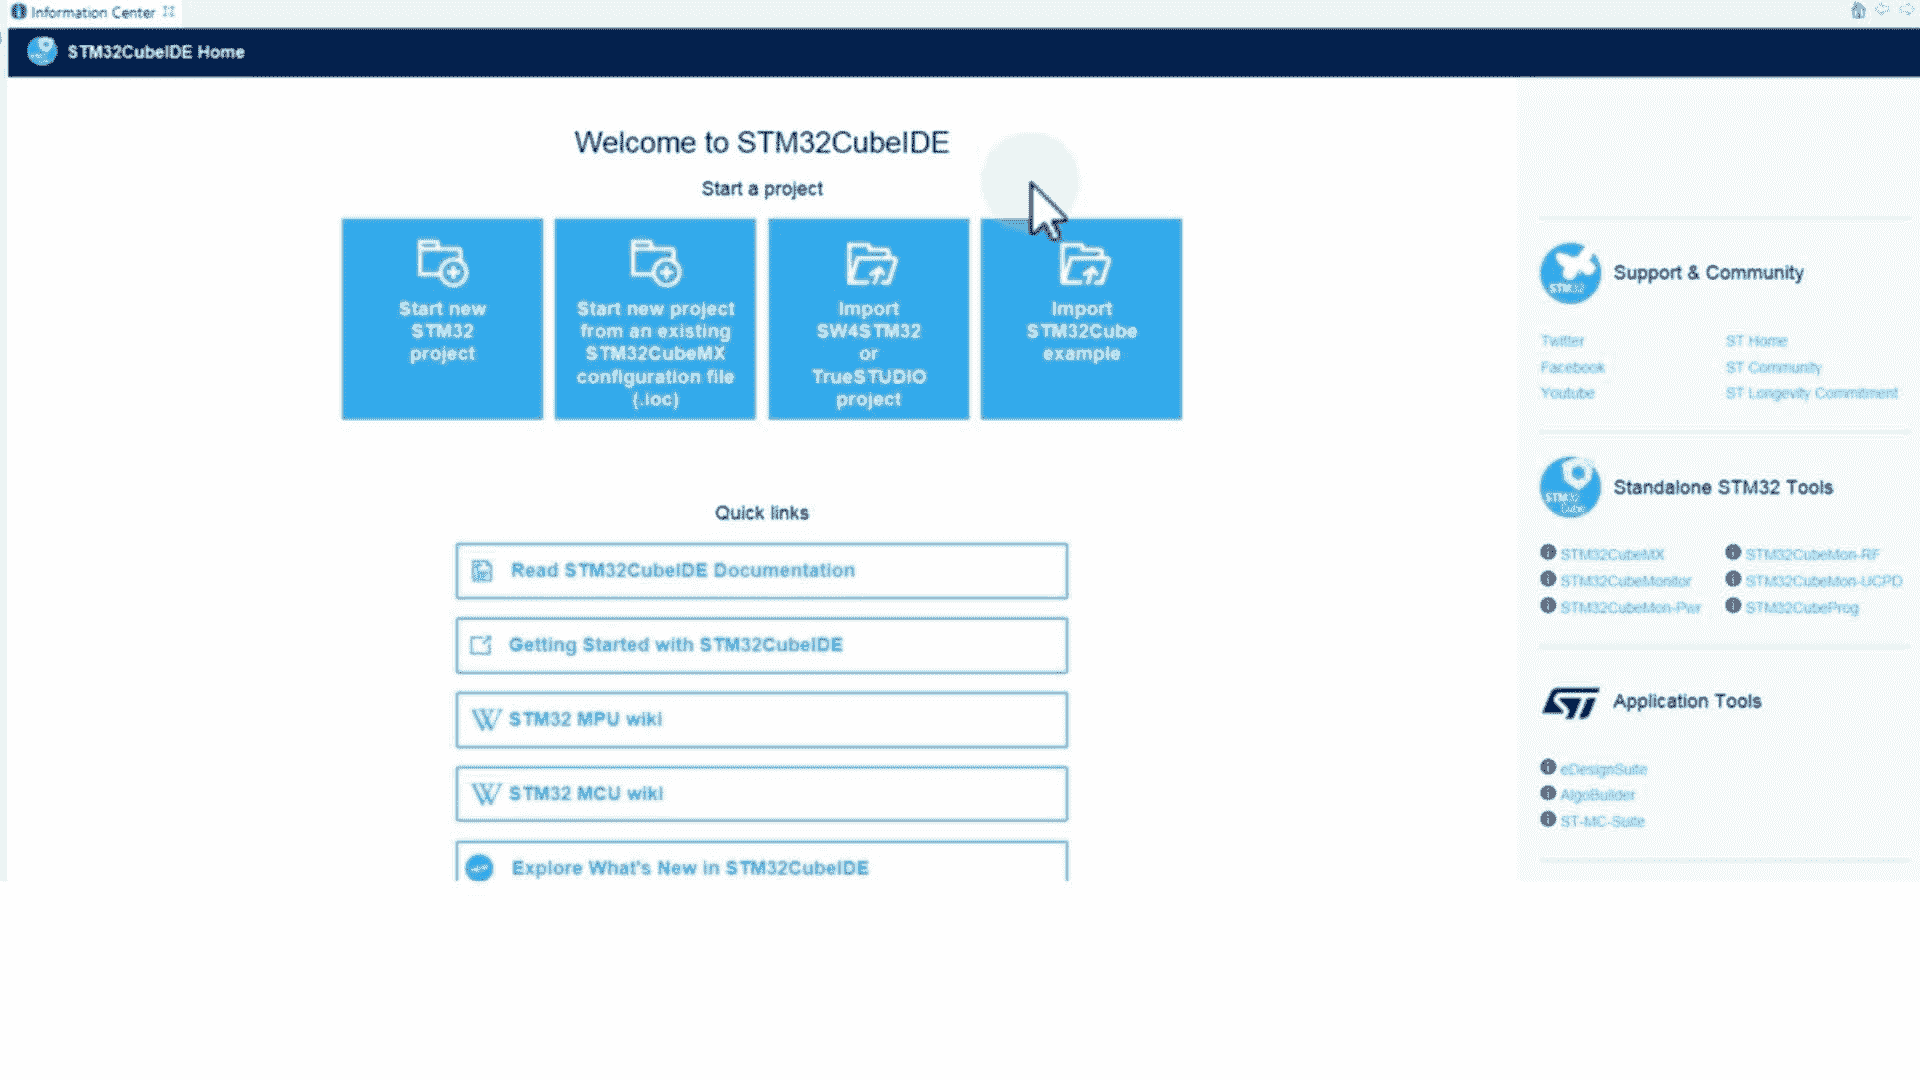 Information Center
STM32CubeIDE Home
Welcome to STM32CubeIDE
Start a project
Start new
STM32
project
Start new project
from an existing
STM32CubeMX
configuration file
(.ioc)
Import
SW4STM32
or
TrueSTUDIO
project
Import
STM32Cube
example
Quick links
Read STM32CubeIDE Documentation
Getting Started with STM32CubeIDE
STM32 MPU wiki
STM32 MCU wiki
Explore What's New in STM32CubeIDE
STM32
Support & Community
Twitter
ST Home
Facebook
ST Community
Youtube
ST Longevity Commitment
STM32
Cube
Standalone STM32 Tools
STM32CubeMX
STM32CubeMon-RF
STM32CubeMonitor
STM32CubeMon-UCPD
STM32CubeMon-Pwr
STM32CubeProg
ST
Application Tools
eDesignSuite
AlgoBuilder
ST-MC-Suite